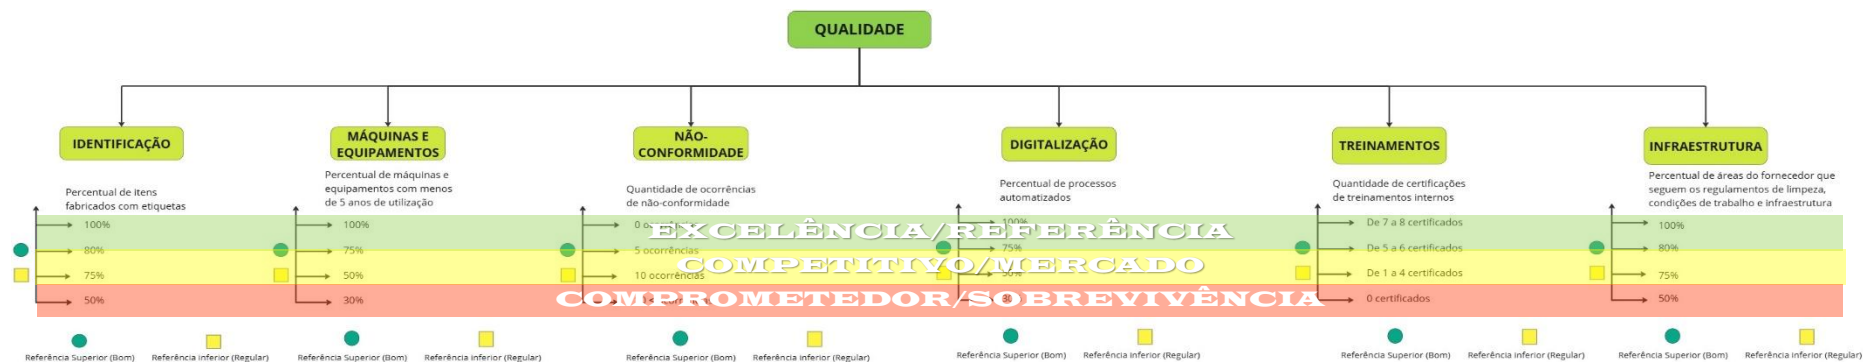 QUALIDADE
IDENTIFICAÇÃO
Percentual de itens
fabricados com etiquetas
100%
80%
75%
50%
MÁQUINAS E
EQUIPAMENTOS
Percentual de máquinas e
equipamentos com menos
de 5 anos de utilização
100%
75%
50%
30%
NÃO-
CONFORMIDADE
Quantidade de ocorrências
de não-conformidade
0 ocorrências
5 ocorrências
10 ocorrências
DIGITALIZAÇÃO
Percentual de processos
automatizados
100%
75%
50%
TREINAMENTOS
Quantidade de certificações
de treinamentos internos
De 7 a 8 certificados
De 5 a 6 certificados
De 1 a 4 certificados
0 certificados
INFRAESTRUTURA
Percentual de áreas do fornecedor que
seguem os regulamentos de limpeza,
condições de trabalho e infraestrutura
100%
80%
75%
50%
EXCELÊNCIA/REFERÊNCIA
COMPETITIVO/MERCADO
COMPROMETEDOR/SOBREVIVÊNCIA
Referência Superior (Bom) Referência inferior (Regular)
Referência Superior (Bom) Referência inferior (Regular)
Referência Superior (Bom) Referência inferior (Regular)
Referência Superior (Bom) Referência inferior (Regular)
Referência Superior (Bom) Referência inferior (Regular)
Referência Superior (Bom) Referência inferior (Regular)